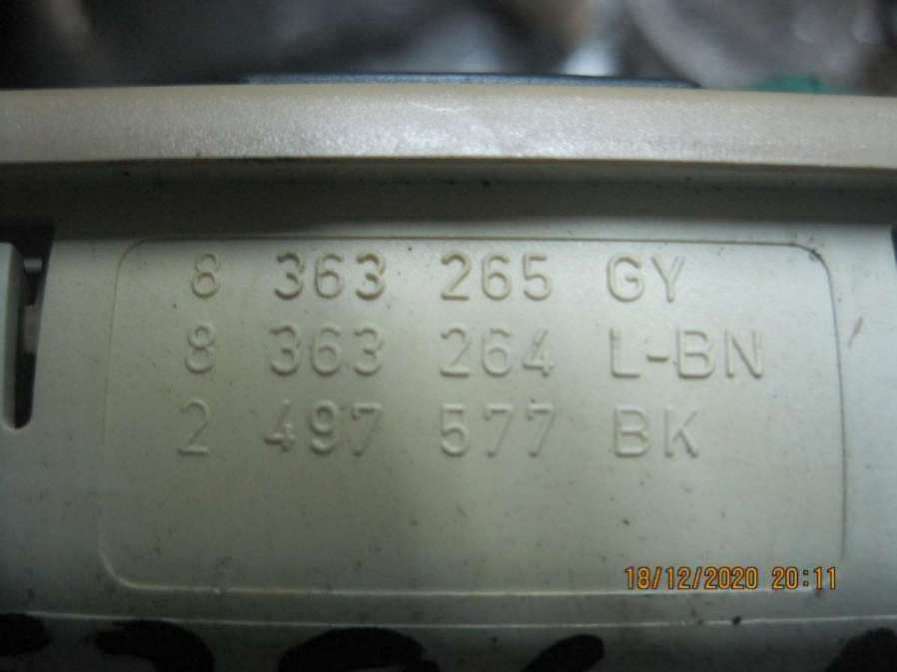 8 363 265 GY
8 363 264 L-BN
2 497 577 BK
18/12/2020 20:11